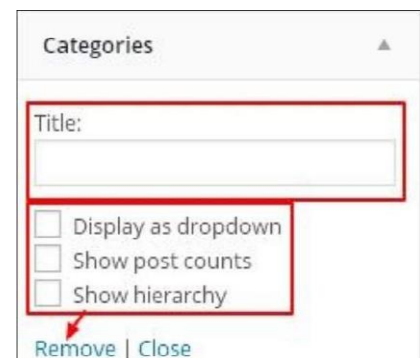 Categories
Title:
Display as dropdown
Show post counts
Show hierarchy
Remove | Close